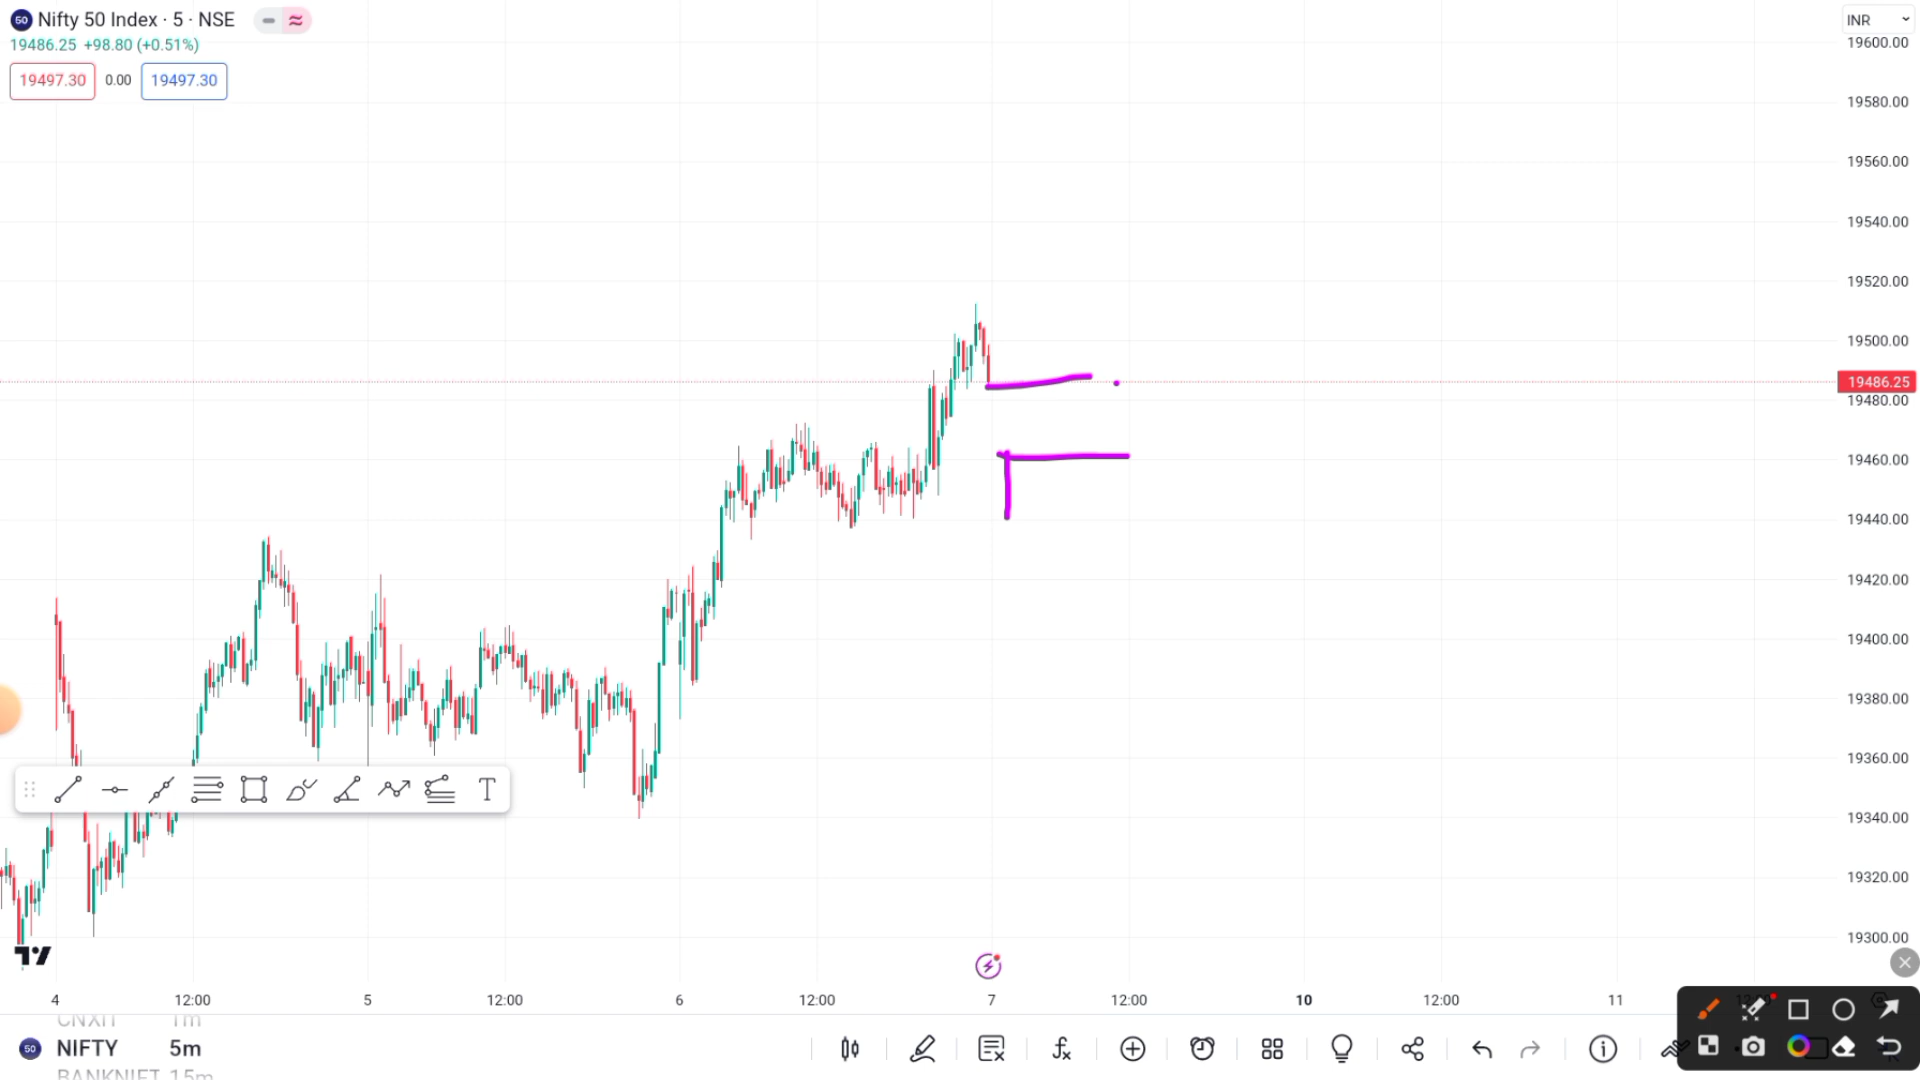 50 Nifty 50 Index · 5 · NSE
INR
19486.25 +98.80 (+0.51%)
19497.30 0.00 19497.30
19600.00
19580.00
19560.00
19540.00
19520.00
19500.00
19486.25
19480.00
19460.00
19440.00
19420.00
19400.00
19380.00
19360.00
19340.00
19320.00
19300.00
4 12:00 5 12:00 6 12:00 7 12:00 10 12:00 11
50 NIFTY 5m